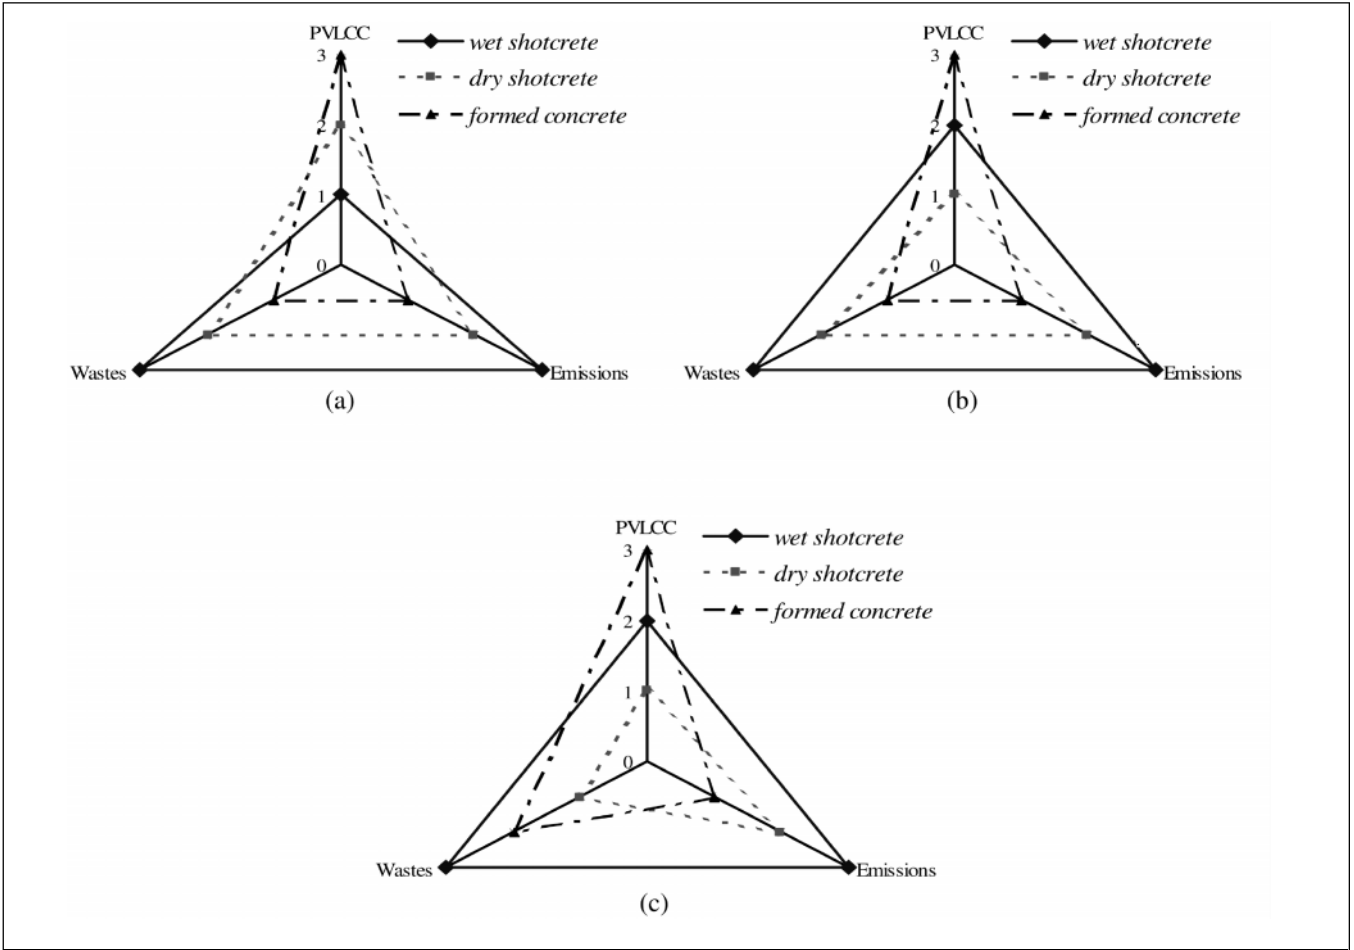 PVLCC
3
2
1
0
wet shotcrete
dry shotcrete
formed concrete
Wastes
Emissions
(a)
PVLCC
3
2
1
0
wet shotcrete
dry shotcrete
formed concrete
Wastes
Emissions
(b)
PVLCC
3
2
1
0
wet shotcrete
dry shotcrete
formed concrete
Wastes
Emissions
(c)